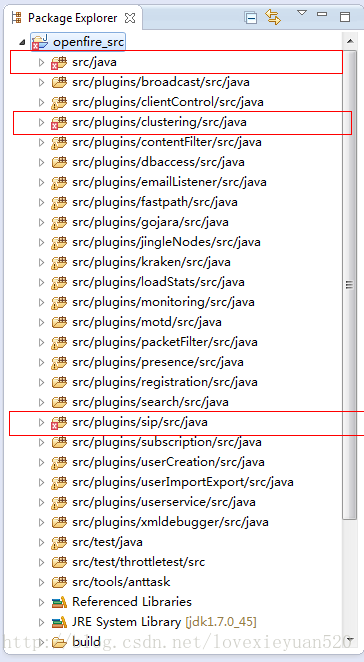 Package Explorer
openfire_src
src/java
src/plugins/broadcast/src/java
src/plugins/clientControl/src/java
src/plugins/clustering/src/java
src/plugins/contentFilter/src/java
src/plugins/dbaccess/src/java
src/plugins/emailListener/src/java
src/plugins/fastpath/src/java
src/plugins/gojara/src/java
src/plugins/jingleNodes/src/java
src/plugins/kraken/src/java
src/plugins/loadStats/src/java
src/plugins/monitoring/src/java
src/plugins/motd/src/java
src/plugins/packetFilter/src/java
src/plugins/presence/src/java
src/plugins/registration/src/java
src/plugins/search/src/java
src/plugins/sip/src/java
src/plugins/subscription/src/java
src/plugins/userCreation/src/java
src/plugins/userImportExport/src/java
src/plugins/userservice/src/java
src/plugins/xmldebugger/src/java
src/test/java
src/test/throttletest/src
src/tools/anttask
Referenced Libraries
JRE System Library [jdk1.7.0_45]
build
http://blog.csdn.net/lovexieyuan520